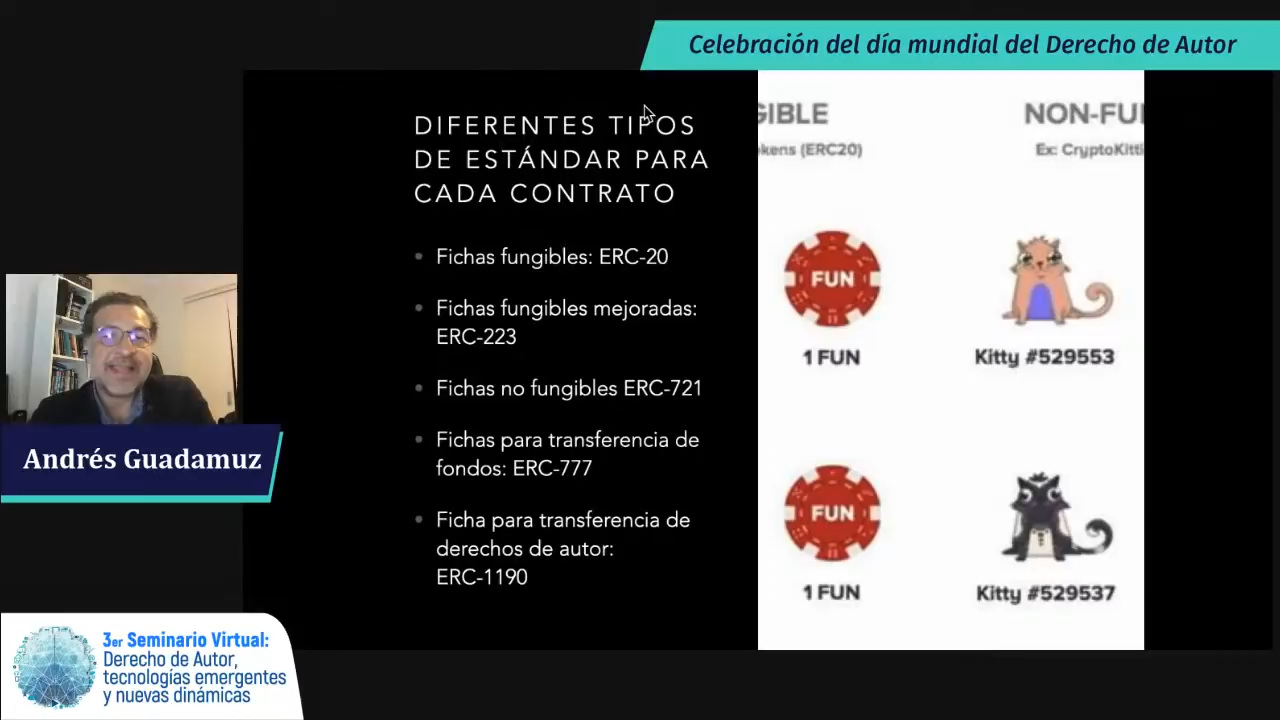 Celebración del día mundial del Derecho de Autor
DIFERENTES TIPOS
DE ESTÁNDAR PARA
CADA CONTRATO
Fichas fungibles: ERC-20
Fichas fungibles mejoradas:
ERC-223
Fichas no fungibles ERC-721
Fichas para transferencia de
fondos: ERC-777
Ficha para transferencia de
derechos de autor:
ERC-1190
GIBLE
kens (ERC20)
FUN
1 FUN
FUN
1 FUN
NON-FU
Ex: CryptoKitti
Kitty #529553
Kitty #529537
Andrés Guadamuz
3er Seminario Virtual:
Derecho de Autor,
tecnologías emergentes
y nuevas dinámicas